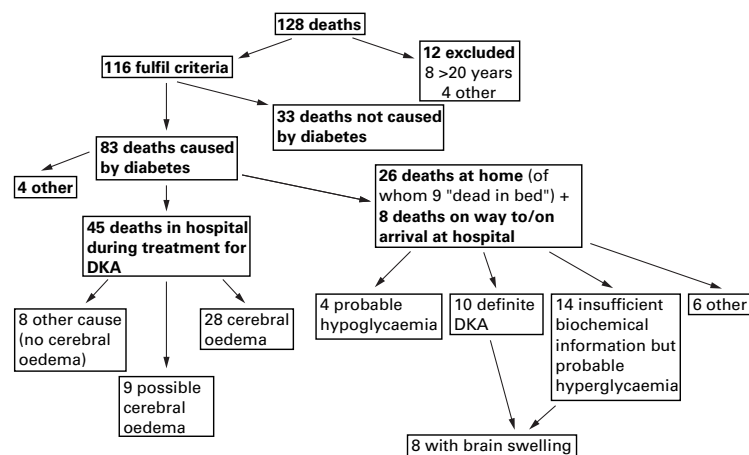 128 deaths
12 excluded
8 >20 years
4 other
116 fulfil criteria
33 deaths not caused
by diabetes
83 deaths caused
by diabetes
4 other
26 deaths at home (of
whom 9 "dead in bed") +
8 deaths on way to/on
arrival at hospital
45 deaths in hospital
during treatment for
DKA
8 other cause
(no cerebral
oedema)
28 cerebral
oedema
9 possible
cerebral
oedema
4 probable
hypoglycaemia
10 definite
DKA
14 insufficient
biochemical
information but
probable
hyperglycaemia
6 other
8 with brain swelling